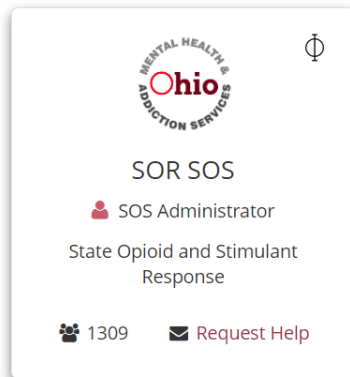 MENTAL HEALTH &
Ohio
ADDICTION SERVICES
SOR SOS
SOS Administrator
State Opioid and Stimulant
Response
1309 Request Help